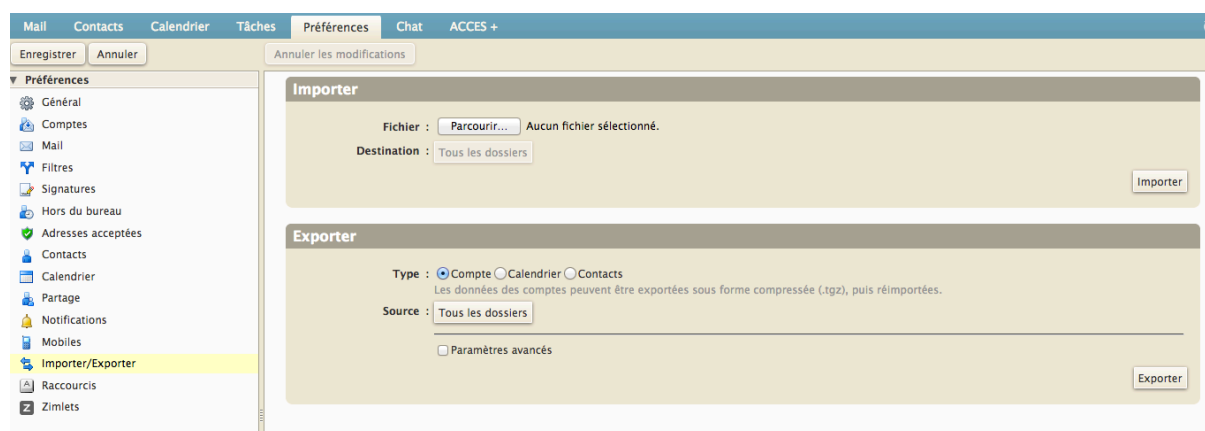 Mail Contacts Calendrier Tâches Préférences Chat ACCES +
Enregistrer Annuler Annuler les modifications
Préférences
Général
Comptes
Mail
Filtres
Signatures
Hors du bureau
Adresses acceptées
Contacts
Calendrier
Partage
Notifications
Mobiles
Importer/Exporter
Raccourcis
Zimlets
Importer
Fichier : Parcourir... Aucun fichier sélectionné.
Destination : Tous les dossiers
Importer
Exporter
Type : Compte Calendrier Contacts
Les données des comptes peuvent être exportées sous forme compressée (.tgz), puis réimportées.
Source : Tous les dossiers
Paramètres avancés
Exporter